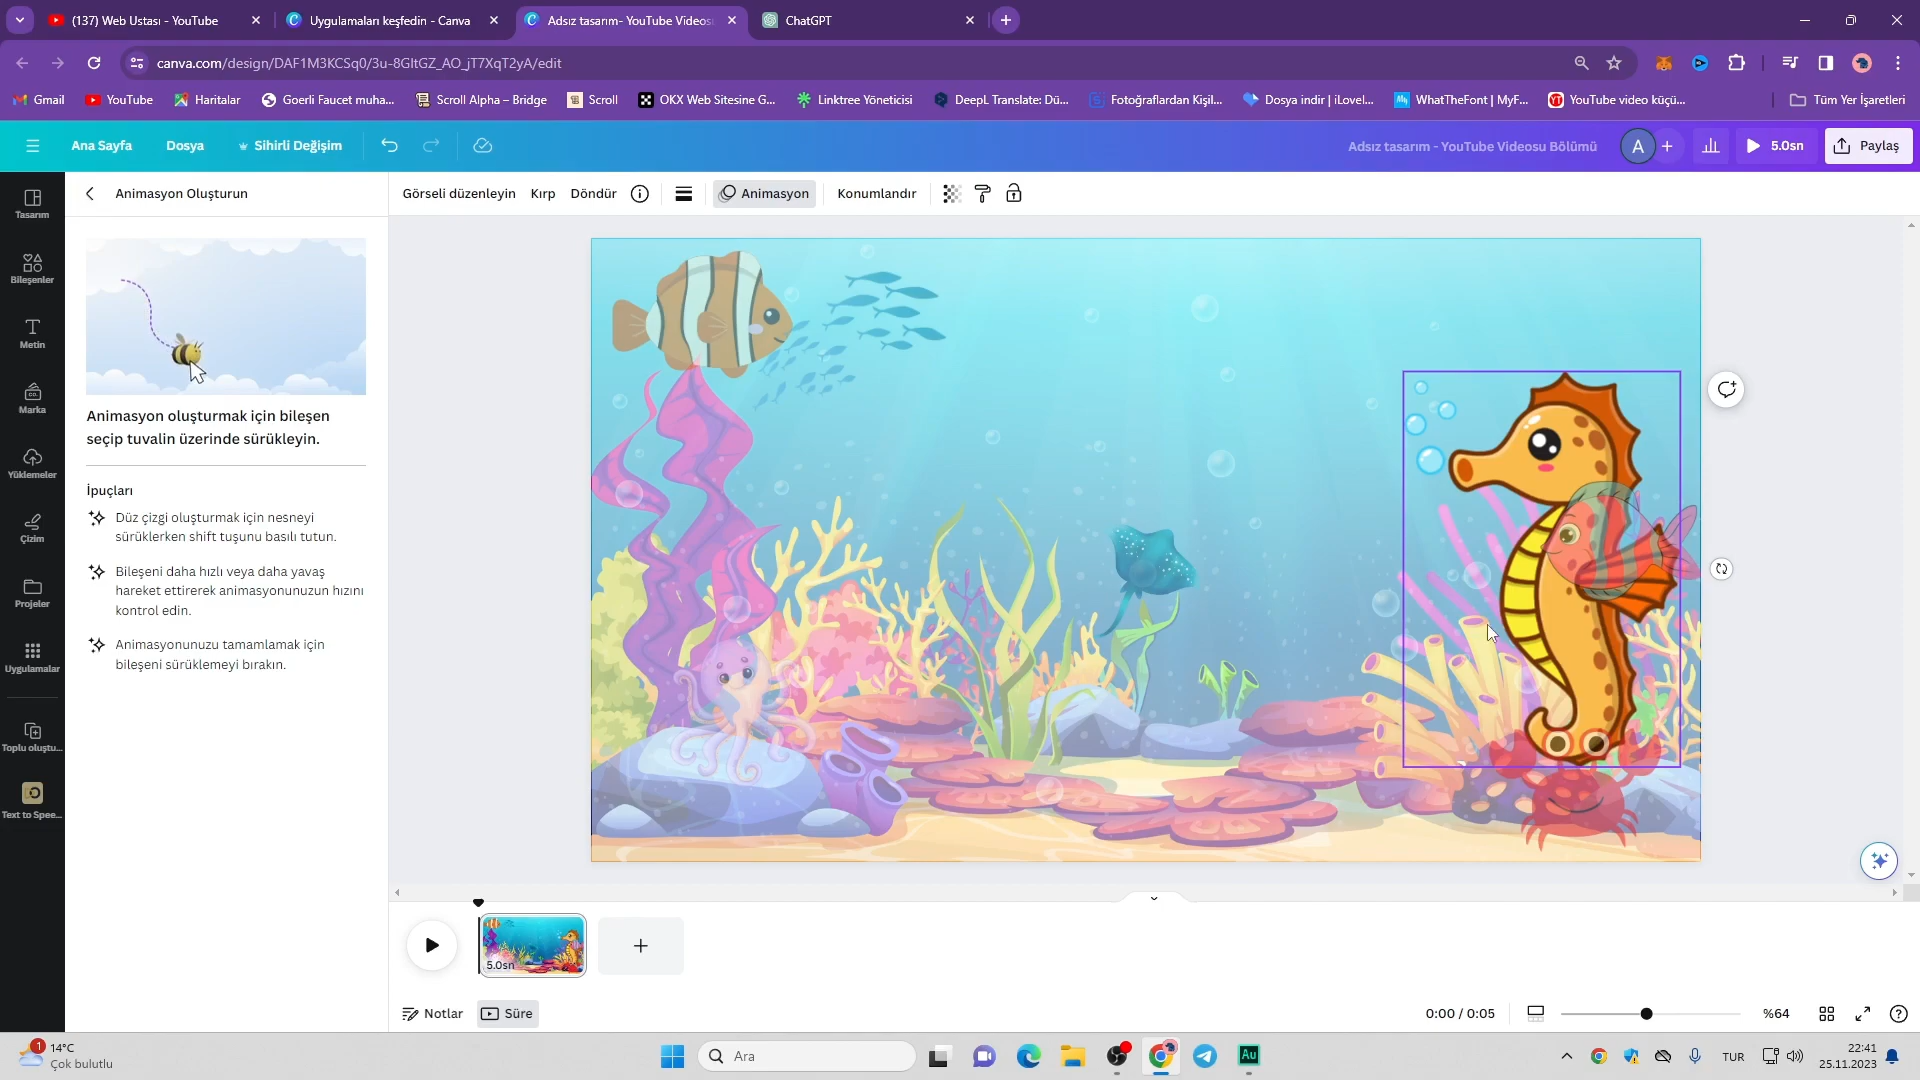 (137) Web Ustası - YouTube
Uygulamaları keşfedin - Canva
Adsız tasarım- YouTube Videosu
ChatGPT
canva.com/design/DAF1M3KCSq0/3u-8GltGZ_AO_jT7XqT2yA/edit
Gmail
YouTube
Haritalar
Goerli Faucet muha...
Scroll Alpha – Bridge
Scroll
OKX Web Sitesine G...
Linktree Yöneticisi
DeepL Translate: Dü...
Fotoğraflardan Kişil...
Dosya indir | iLovel...
WhatTheFont | MyF...
YouTube video küçü...
Tüm Yer İşaretleri
Ana Sayfa
Dosya
Sihirli Değişim
Adsız tasarım - YouTube Videosu Bölümü
A
5.0sn
Paylaş
Tasarım
Bileşenler
Metin
Marka
Yüklemeler
Çizim
Projeler
Uygulamalar
Toplu oluştu...
Text to Spee...
Animasyon Oluşturun
Görseli düzenleyin
Kırp
Döndür
Animasyon
Konumlandır
Animasyon oluşturmak için bileşen
seçip tuvalin üzerinde sürükleyin.
İpuçları
Düz çizgi oluşturmak için nesneyi
sürüklerken shift tuşunu basılı tutun.
Bileşeni daha hızlı veya daha yavaş
hareket ettirerek animasyonunuzun hızını
kontrol edin.
Animasyonunuzu tamamlamak için
bileşeni sürüklemeyi bırakın.
5.0sn
Notlar
Süre
0:00 / 0:05
%64
1
14°C
Çok bulutlu
Ara
Au
TUR
22:41
25.11.2023